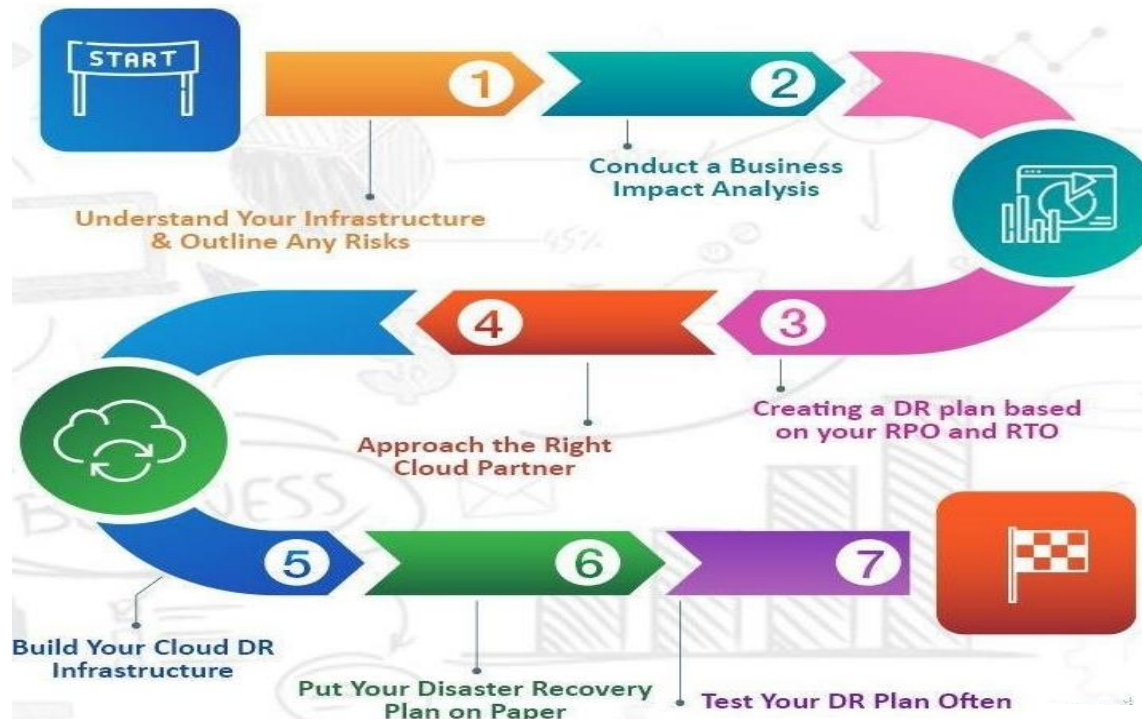 START
1
2
Conduct a Business
Impact Analysis
Understand Your Infrastructure
& Outline Any Risks
45%
4
3
Creating a DR plan based
on your RPO and RTO
Approach the Right
Cloud Partner
5
6
7
Build Your Cloud DR
Infrastructure
Put Your Disaster Recovery
Plan on Paper
Test Your DR Plan Often